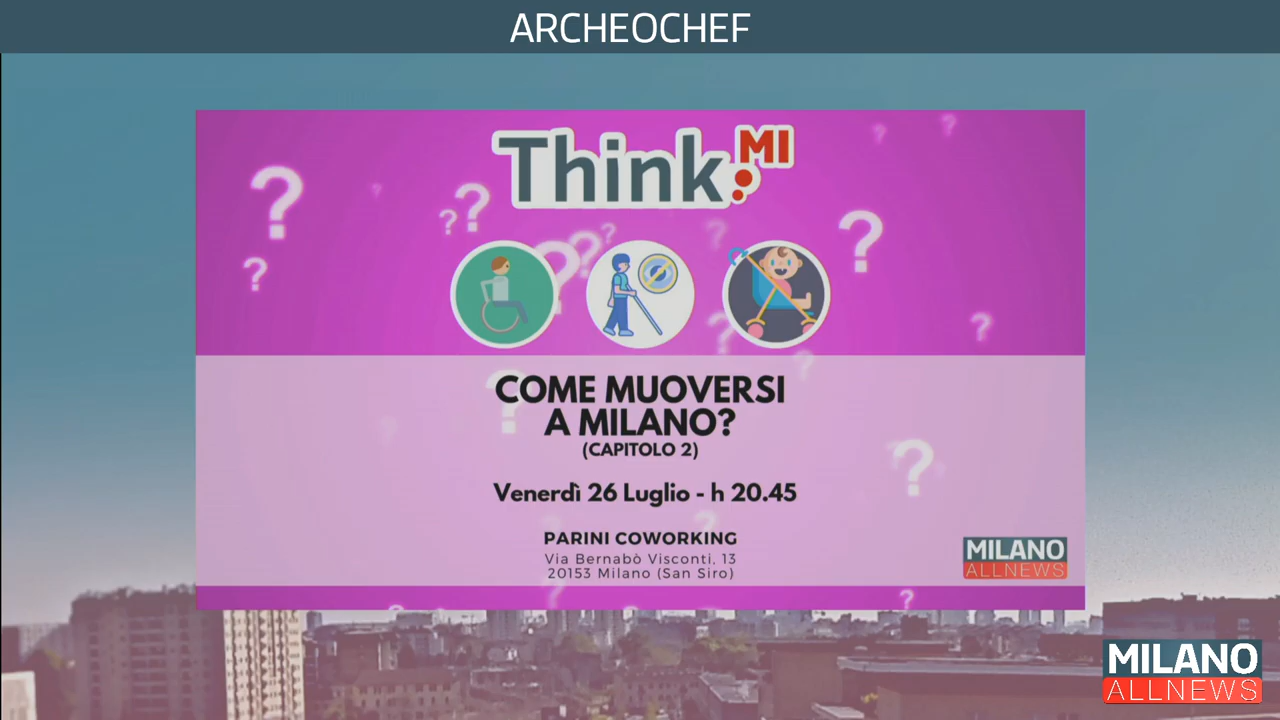 ARCHEOCHEF
Think MI
COME MUOVERSI
A MILANO?
(CAPITOLO 2)
Venerdì 26 Luglio - h 20.45
PARINI COWORKING
Via Bernabò Visconti, 13
20153 Milano (San Siro)
MILANO
ALLNEWS
MILANO
ALLNEWS